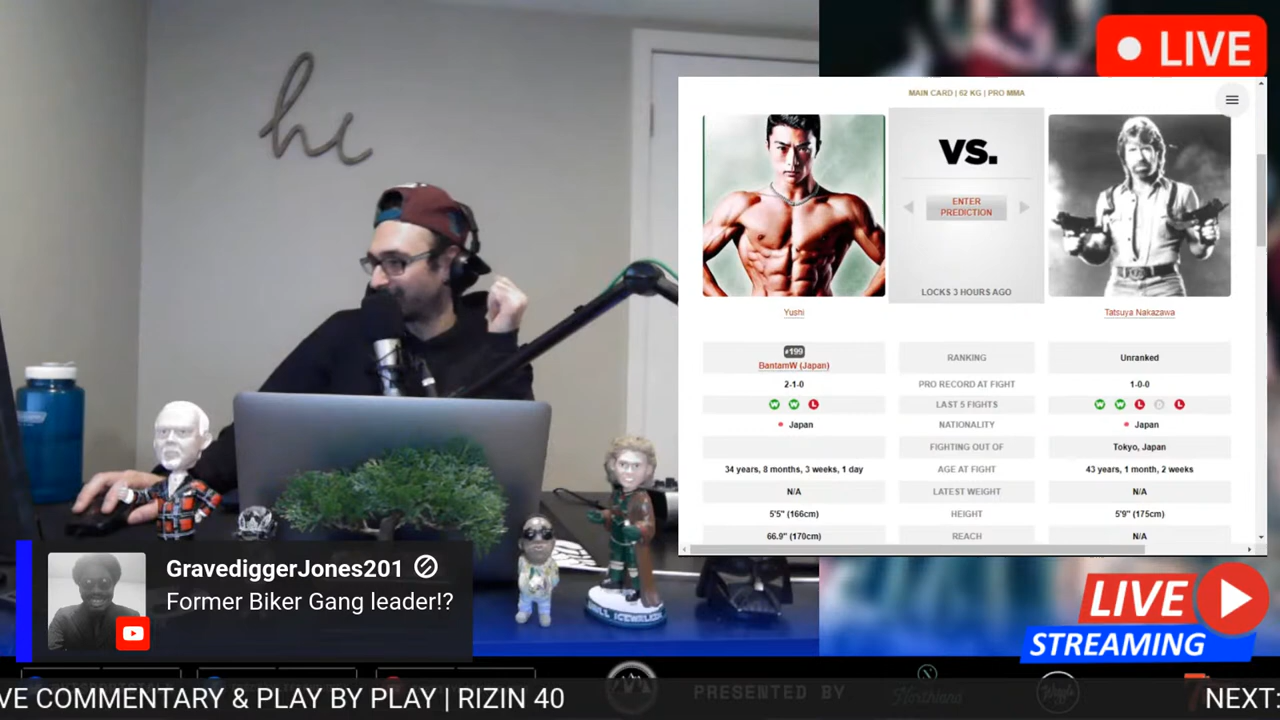 hi
LIVE
MAIN CARD | 62 KG | PRO MMA
VS.
ENTER
PREDICTION
LOCKS 3 HOURS AGO
Yushi
Tatsuya Nakazawa
#199
BantamW (Japan)
RANKING
Unranked
2-1-0
PRO RECORD AT FIGHT
1-0-0
W W L
LAST 5 FIGHTS
W W L D L
Japan
NATIONALITY
Japan
FIGHTING OUT OF
Tokyo, Japan
34 years, 8 months, 3 weeks, 1 day
AGE AT FIGHT
43 years, 1 month, 2 weeks
N/A
LATEST WEIGHT
N/A
5'5" (166cm)
HEIGHT
5'9" (175cm)
66.9" (170cm)
REACH
N/A
GravediggerJones201
Former Biker Gang leader!?
LIVE
STREAMING
PRESENTED BY
Northland
VE COMMENTARY & PLAY BY PLAY | RIZIN 40
NEXT: